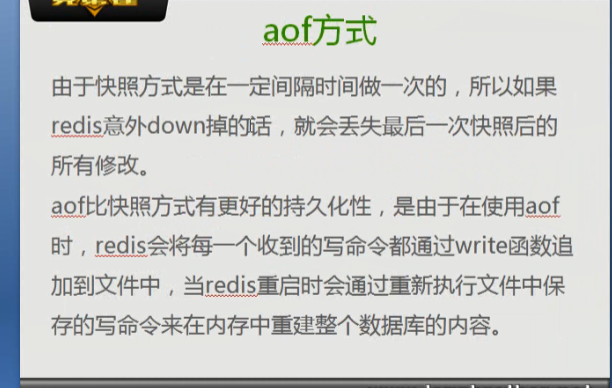 aof方式
由于快照方式是在一定间隔时间做一次的，所以如果
redis意外down掉的话，就会丢失最后一次快照后的
所有修改。
aof比快照方式有更好的持久化性，是由于在使用aof
时，redis会将每一个收到的写命令都通过write函数追
加到文件中，当redis重启时会通过重新执行文件中保
存的写命令来在内存中重建整个数据库的内容。